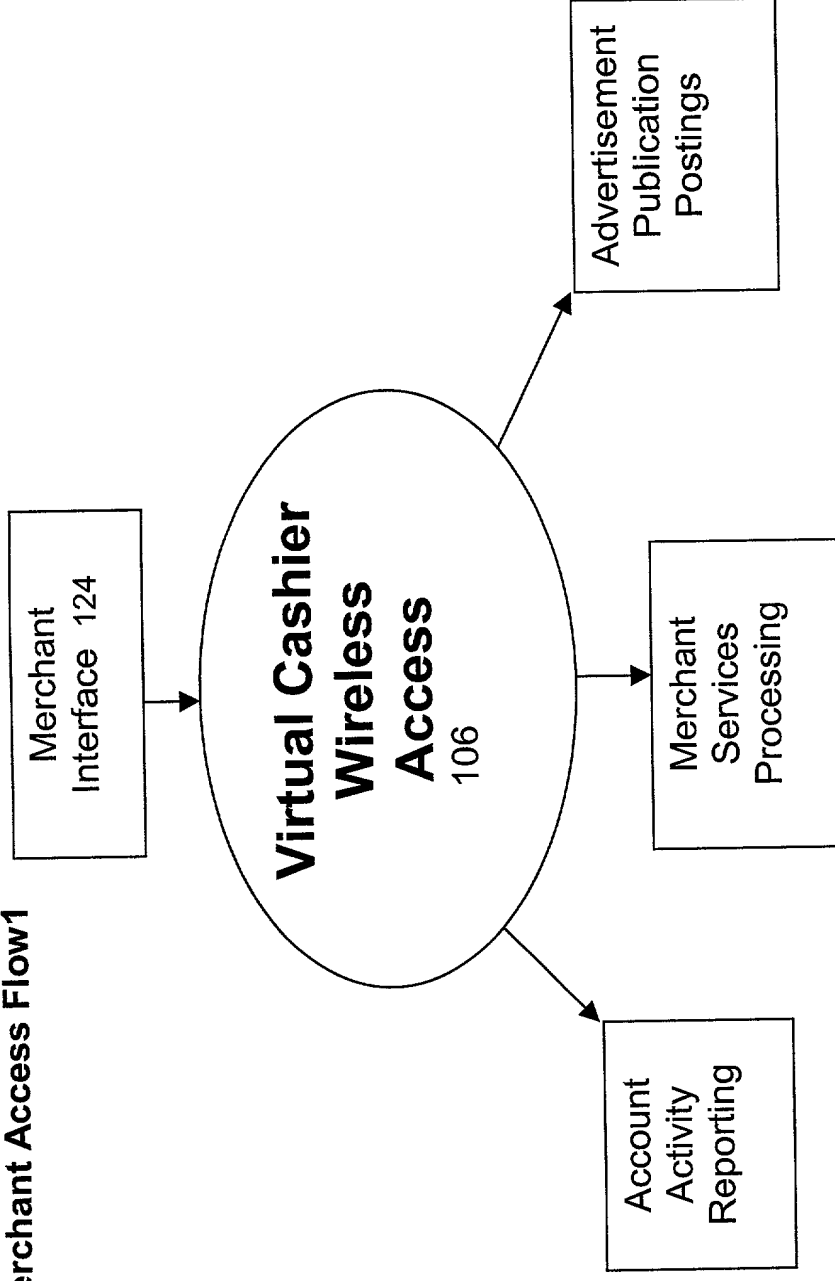 erchant Access Flow1
Merchant
Interface 124
Virtual Cashier
Wireless
Access
106
Account
Activity
Reporting
Merchant
Services
Processing
Advertisement
Publication
Postings